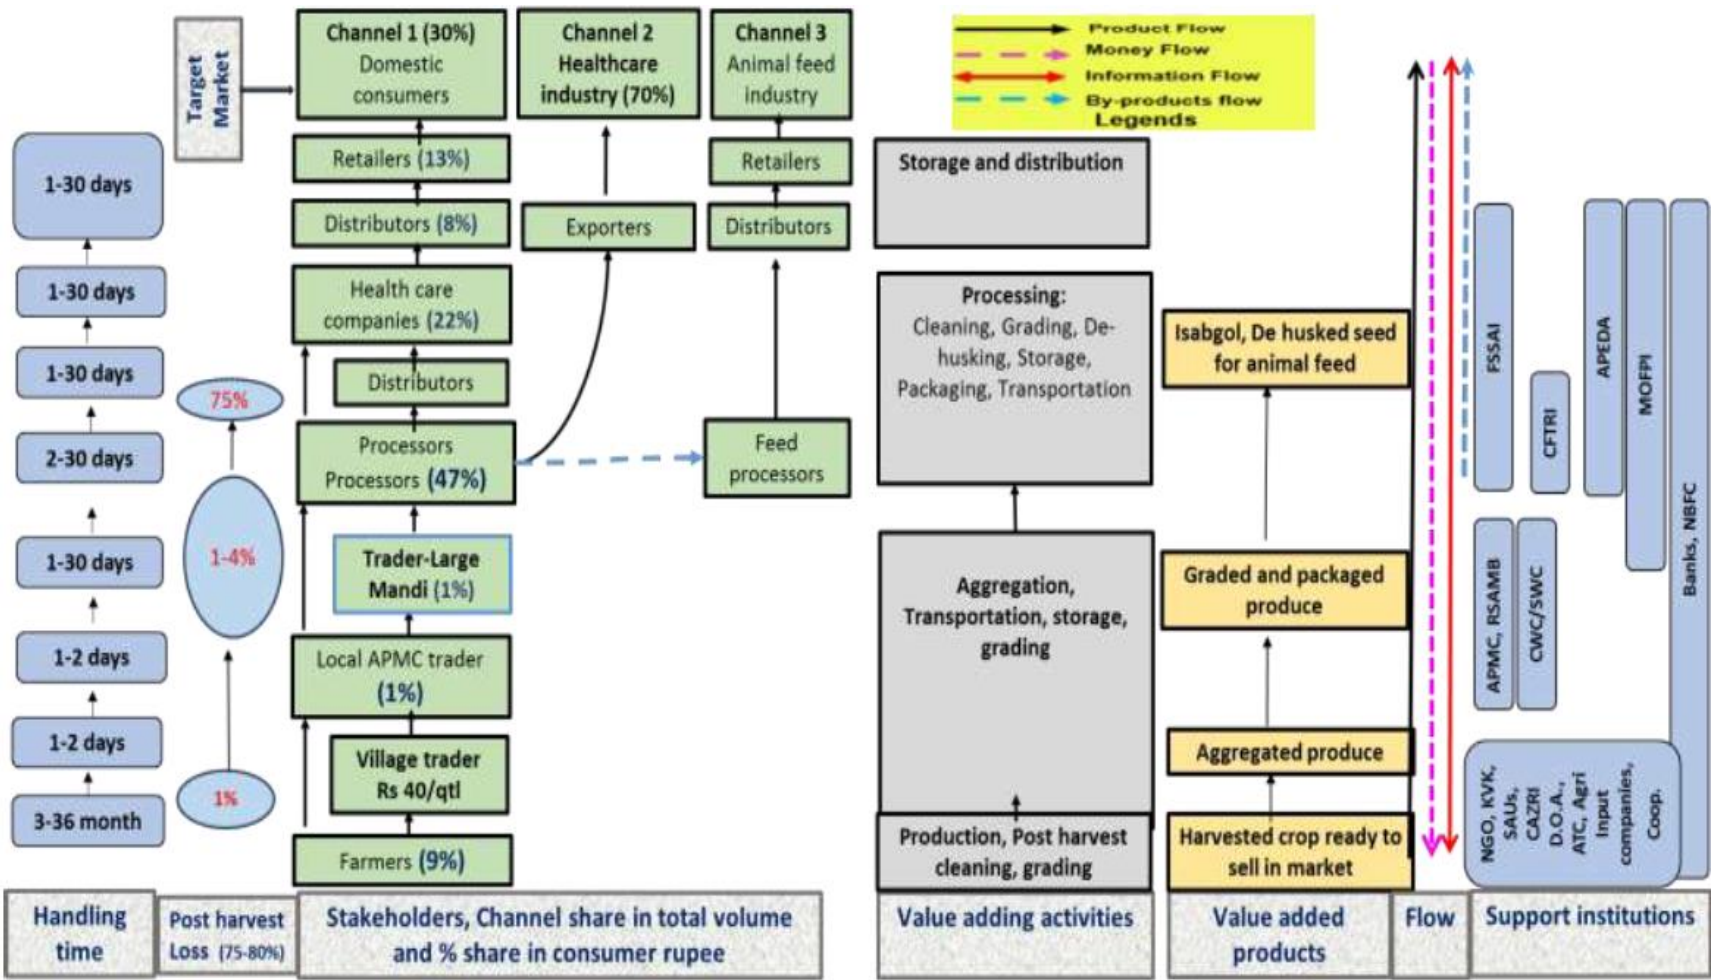 Target
Market
Channel 1 (30%)
Domestic
consumers
Channel 2
Healthcare
industry (70%)
Channel 3
Animal feed
industry
Product Flow
Money Flow
Information Flow
By-products flow
Legends
1-30 days
1-30 days
1-30 days
2-30 days
1-30 days
1-2 days
1-2 days
3-36 month
75%
1-4%
1%
Retailers (13%)
Distributors (8%)
Health care
companies (22%)
Distributors
Processors
Processors (47%)
Trader-Large
Mandi (1%)
Local APMC trader
(1%)
Village trader
Rs 40/qtl
Farmers (9%)
Exporters
Retailers
Distributors
Feed
processors
Storage and distribution
Processing:
Cleaning, Grading, De-
husking, Storage,
Packaging, Transportation
Aggregation,
Transportation, storage,
grading
Production, Post harvest
cleaning, grading
Isabgol, De husked seed
for animal feed
Graded and packaged
produce
Aggregated produce
Harvested crop ready to
sell in market
FSSAI
CFTRI
APEDA
MOFPI
Banks, NBFC
APMC, RSAMB
CWC/SWC
NGO, KVK,
SAUs,
CAZRI
D.O.A.,
ATC, Agri
Input
companies,
Coop.
Handling
time
Post harvest
Loss (75-80%)
Stakeholders, Channel share in total volume
and % share in consumer rupee
Value adding activities
Value added
products
Flow
Support institutions